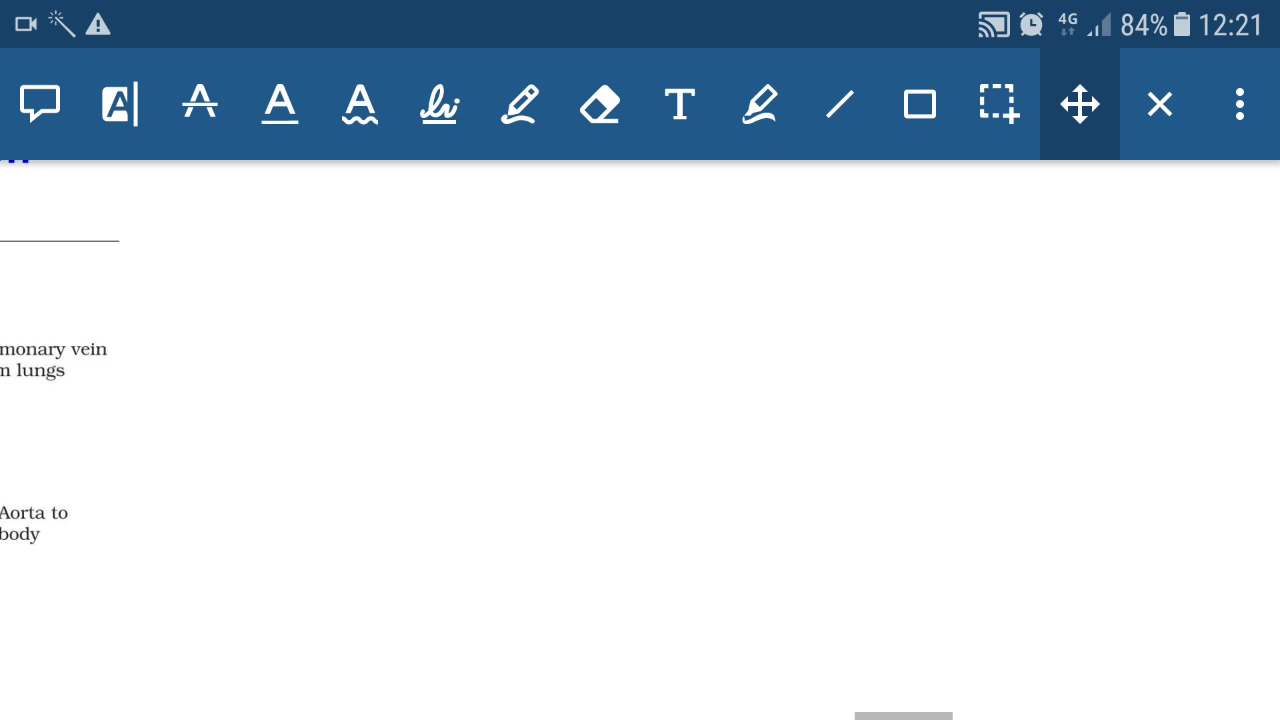 4G 84% 12:21
monary vein
m lungs
Aorta to
body